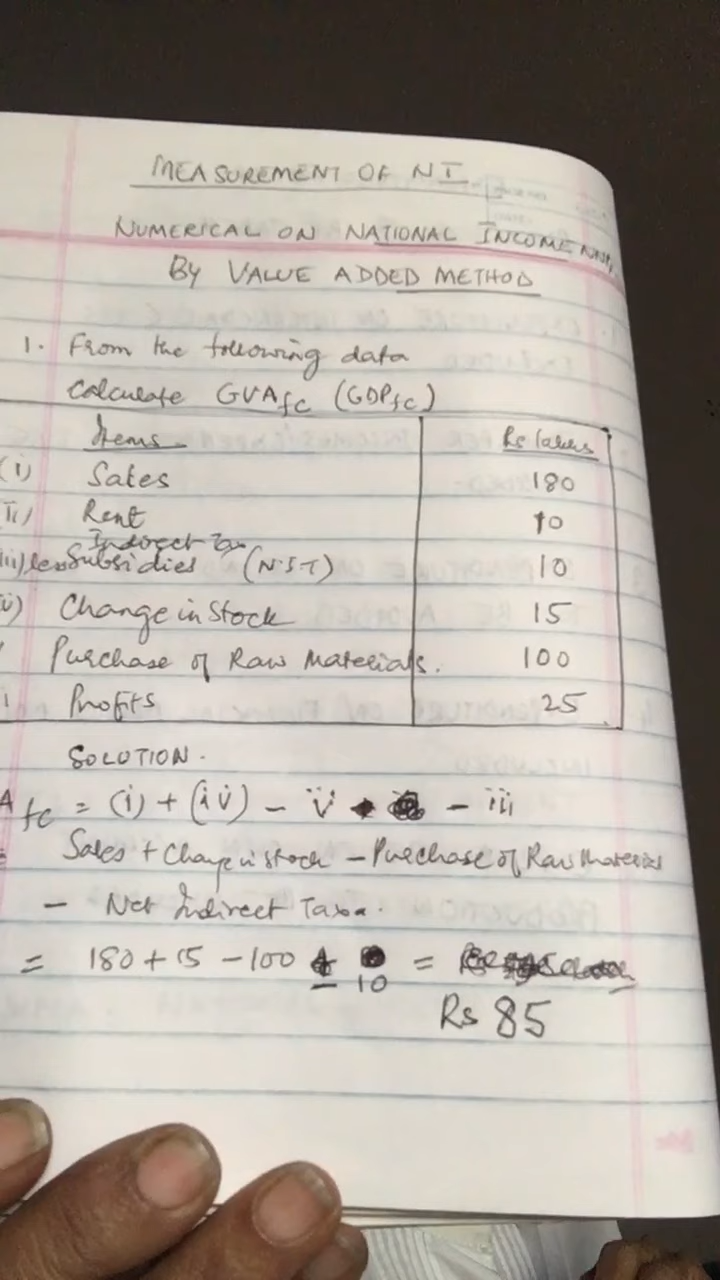 MEASUREMENT OF NI
NUMERICAL ON NATIONAL INCOME
BY VALUE ADDED METHOD
1. From the following data
Calculate GVAfc (GDPfc)
Items Rs lakhs
(i) Sales 180
ii) Rent 10
Indirect Tax
iii) less Subsidies (NIT) 10
iv) Change in Stock 15
Purchase of Raw Materials. 100
Profits 25
SOLUTION.
A fc = (i) + (iv) - v - iii
= Sales + Change in stock - Purchase of Raw Material
- Net Indirect Taxes.
= 180 + 15 - 100 - 10 =
Rs 85